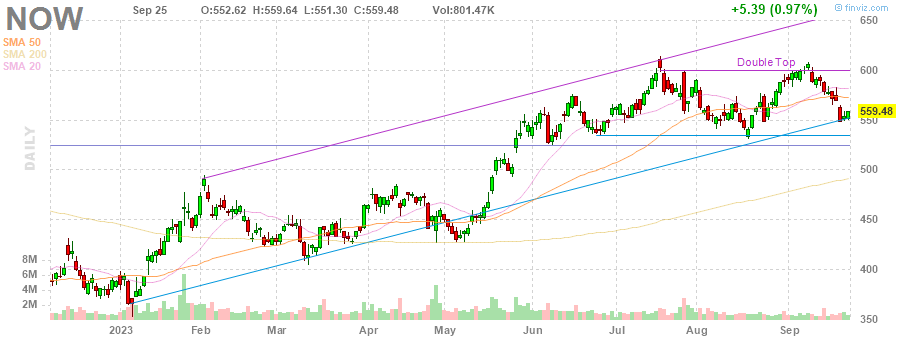 NOW Sep 25 O:552.62 H:559.64 L:551.30 C:559.48 Vol:801.47K +5.39 (0.97%) finviz.com
SMA 50
SMA 200
SMA 20
DAILY
Double Top
650
600
559.48
550
500
450
400
350
8M
6M
4M
2M
2023 Feb Mar Apr May Jun Jul Aug Sep